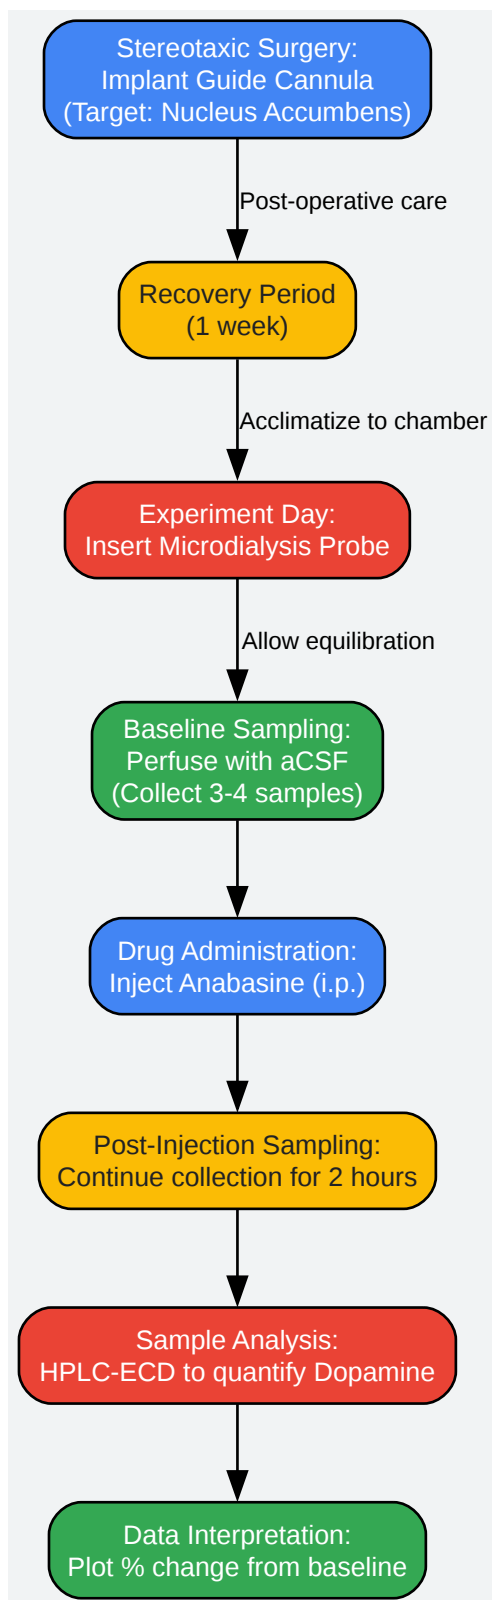 Stereotaxic Surgery:
Implant Guide Cannula
(Target: Nucleus Accumbens)
Post-operative care
Recovery Period
(1 week)
Acclimatize to chamber
Experiment Day:
Insert Microdialysis Probe
Allow equilibration
Baseline Sampling:
Perfuse with aCSF
(Collect 3-4 samples)
Drug Administration:
Inject Anabasine (i.p.)
Post-Injection Sampling:
Continue collection for 2 hours
Sample Analysis:
HPLC-ECD to quantify Dopamine
Data Interpretation:
Plot % change from baseline